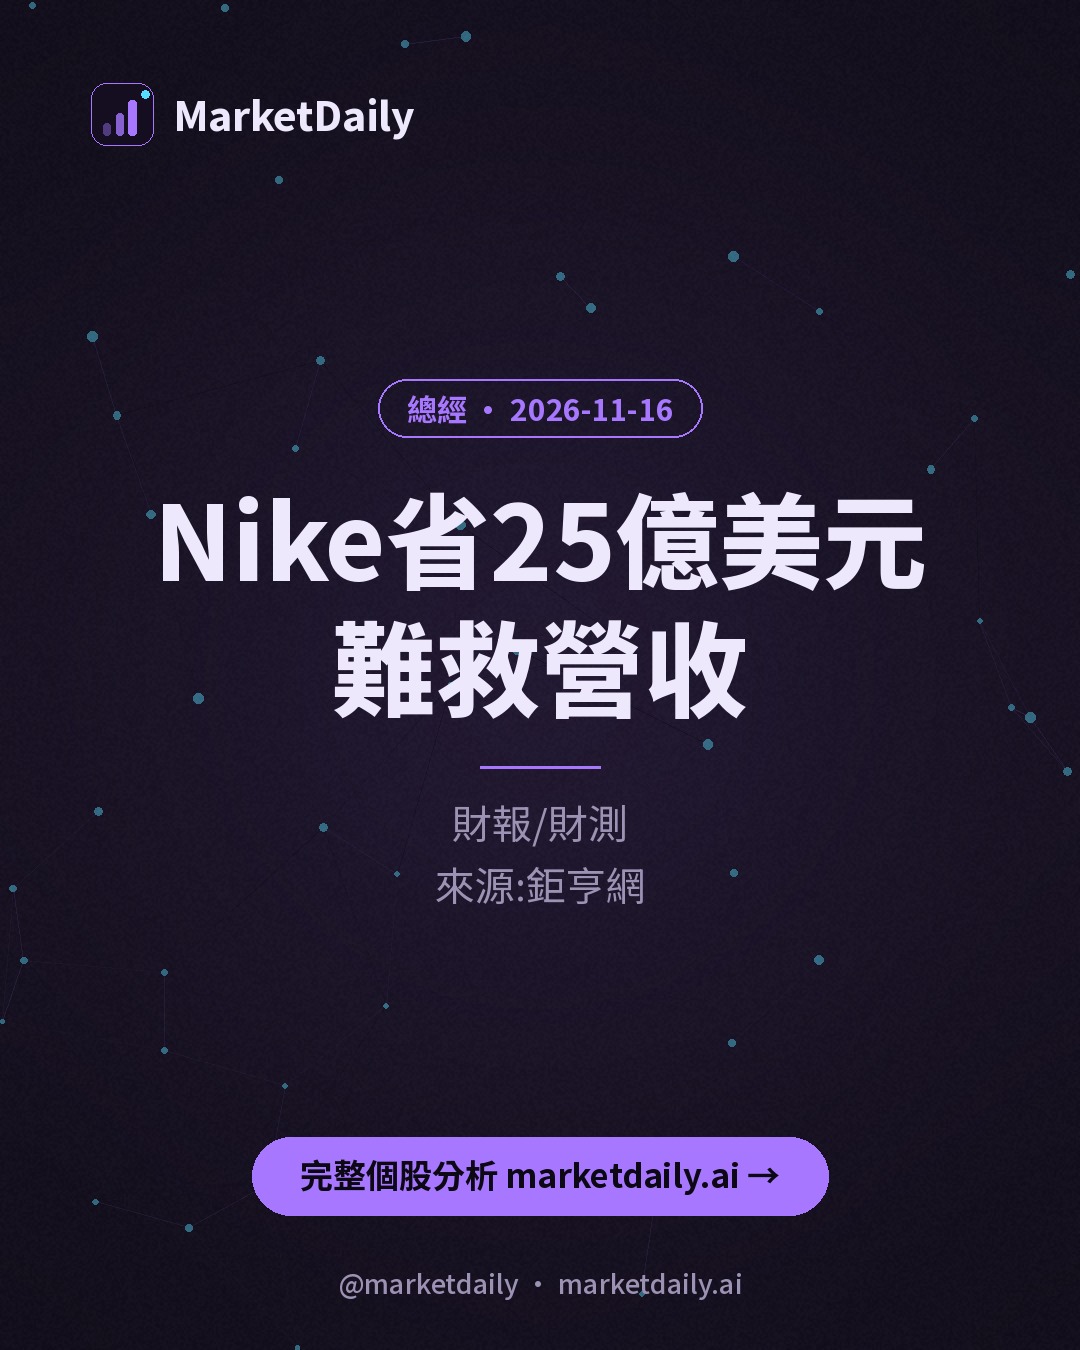 MarketDaily
總經 • 2026-11-16
Nike省25億美元
難救營收
財報/財測
來源:鉅亨網
完整個股分析 marketdaily.ai →
@marketdaily • marketdaily.ai